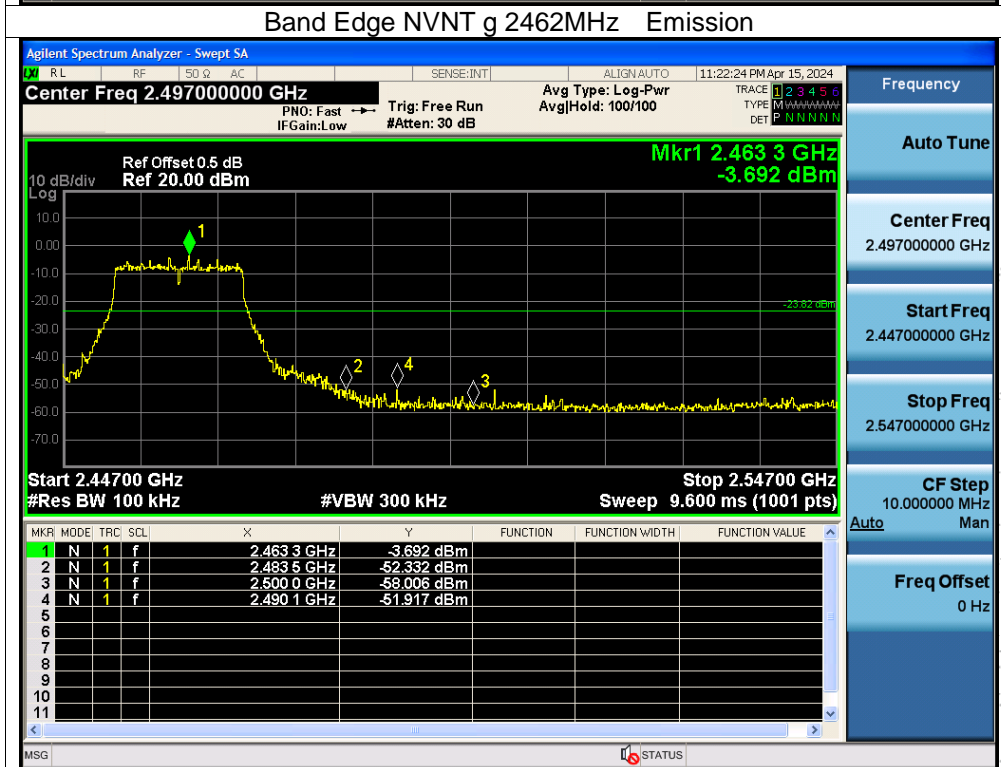 Band Edge NVNT g 2462MHz Emission
Agilent Spectrum Analyzer - Swept SA
LXI RL RF 50 Ω AC SENSE:INT ALIGN AUTO 11:22:24 PM Apr 15, 2024
Center Freq 2.497000000 GHz Avg Type: Log-Pwr TRACE 1 2 3 4 5 6
PNO: Fast Trig: Free Run Avg|Hold: 100/100 TYPE M WWWWW
IFGain:Low #Atten: 30 dB DET P N N N N N
Frequency
Auto Tune
Center Freq
2.497000000 GHz
Start Freq
2.447000000 GHz
Stop Freq
2.547000000 GHz
CF Step
10.000000 MHz
Auto Man
Freq Offset
0 Hz
Mkr1 2.463 3 GHz
-3.692 dBm
Ref Offset 0.5 dB
10 dB/div Ref 20.00 dBm
Log
10.0
0.00
-10.0
-20.0
-30.0
-40.0
-50.0
-60.0
-70.0
1
2
4
3
-23.82 dBm
Start 2.44700 GHz Stop 2.54700 GHz
#Res BW 100 kHz #VBW 300 kHz Sweep 9.600 ms (1001 pts)
MKR MODE TRC SCL X Y FUNCTION FUNCTION WIDTH FUNCTION VALUE
1 N 1 f 2.463 3 GHz -3.692 dBm
2 N 1 f 2.483 5 GHz -52.332 dBm
3 N 1 f 2.500 0 GHz -58.006 dBm
4 N 1 f 2.490 1 GHz -51.917 dBm
5
6
7
8
9
10
11
MSG STATUS